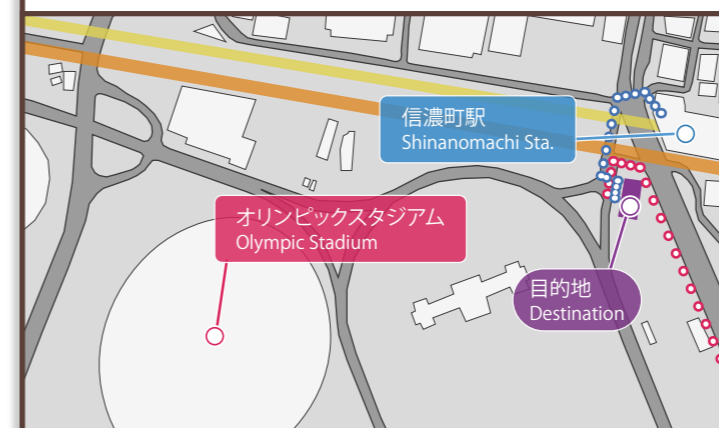 信濃町駅
Shinanomachi Sta.
オリンピックスタジアム
Olympic Stadium
目的地
Destination